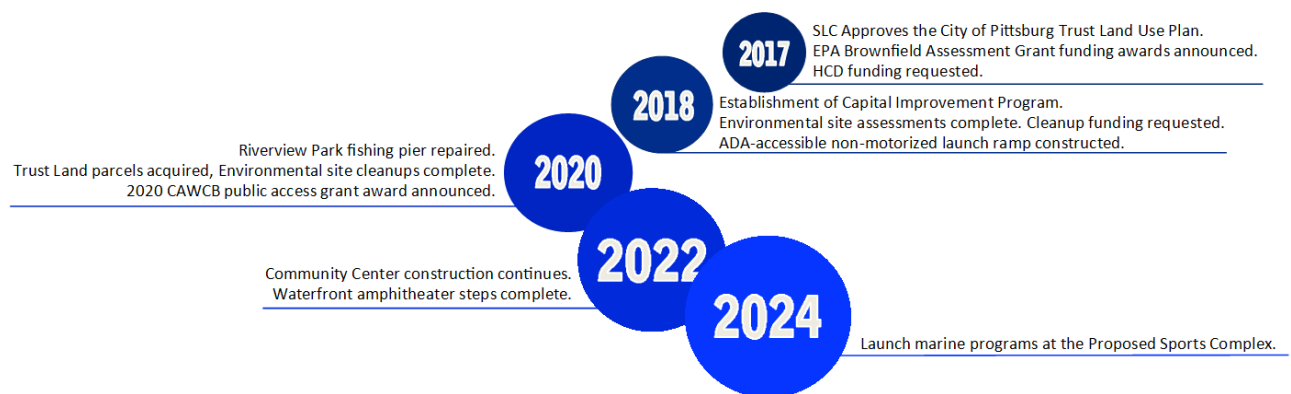 2017
SLC Approves the City of Pittsburg Trust Land Use Plan.
EPA Brownfield Assessment Grant funding awards announced.
HCD funding requested.
2018
Establishment of Capital Improvement Program.
Environmental site assessments complete. Cleanup funding requested.
ADA-accessible non-motorized launch ramp constructed.
2020
Riverview Park fishing pier repaired.
Trust Land parcels acquired, Environmental site cleanups complete.
2020 CAWCB public access grant award announced.
2022
Community Center construction continues.
Waterfront amphitheater steps complete.
2024
Launch marine programs at the Proposed Sports Complex.